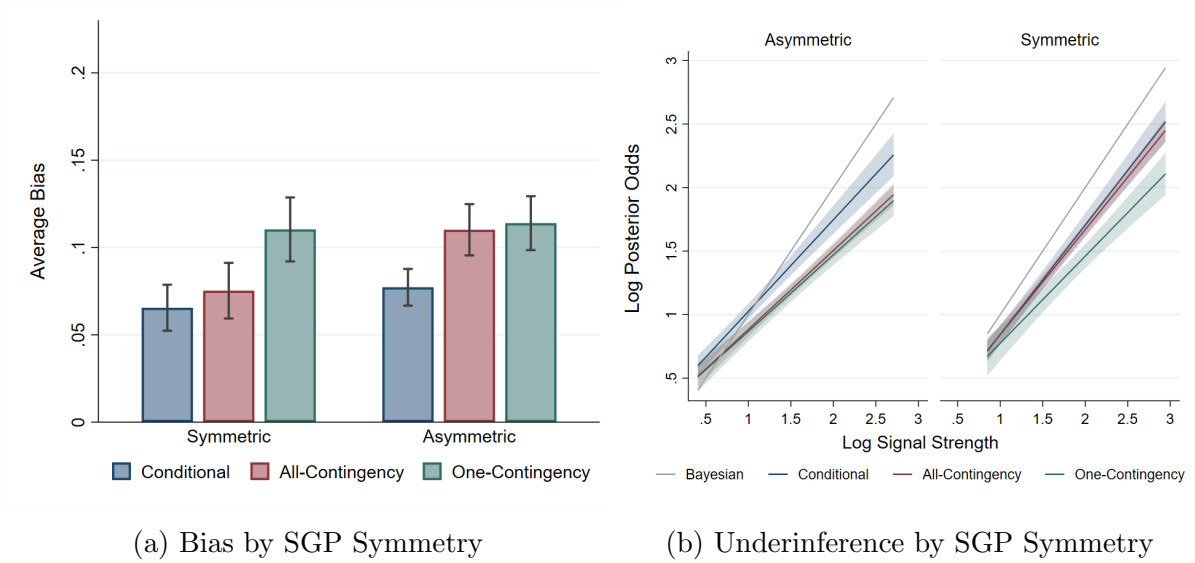 Average Bias
.2
.15
.1
.05
0
Symmetric Asymmetric
Conditional All-Contingency One-Contingency
(a) Bias by SGP Symmetry
Asymmetric Symmetric
Log Posterior Odds
3
2.5
2
1.5
1
.5
.5 1 1.5 2 2.5 3 .5 1 1.5 2 2.5 3
Log Signal Strength
Bayesian Conditional All-Contingency One-Contingency
(b) Underinference by SGP Symmetry